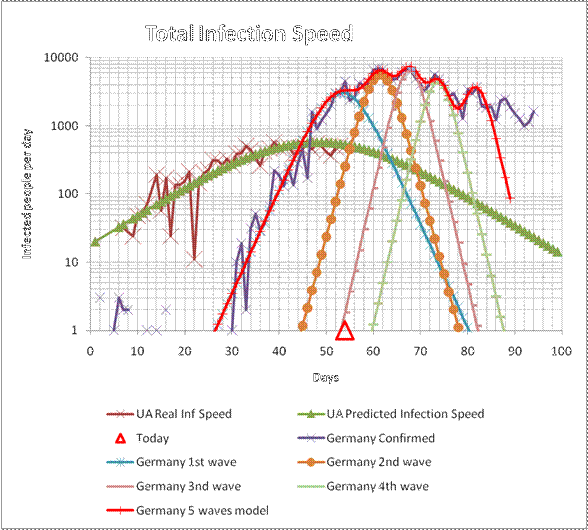 Total Infection Speed
10000
1000
100
10
1
Infected people per day
0 10 20 30 40 50 60 70 80 90 100
Days
UA Real Inf Speed
UA Predicted Infection Speed
Today
Germany Confirmed
Germany 1st wave
Germany 2nd wave
Germany 3nd wave
Germany 4th wave
Germany 5 waves model